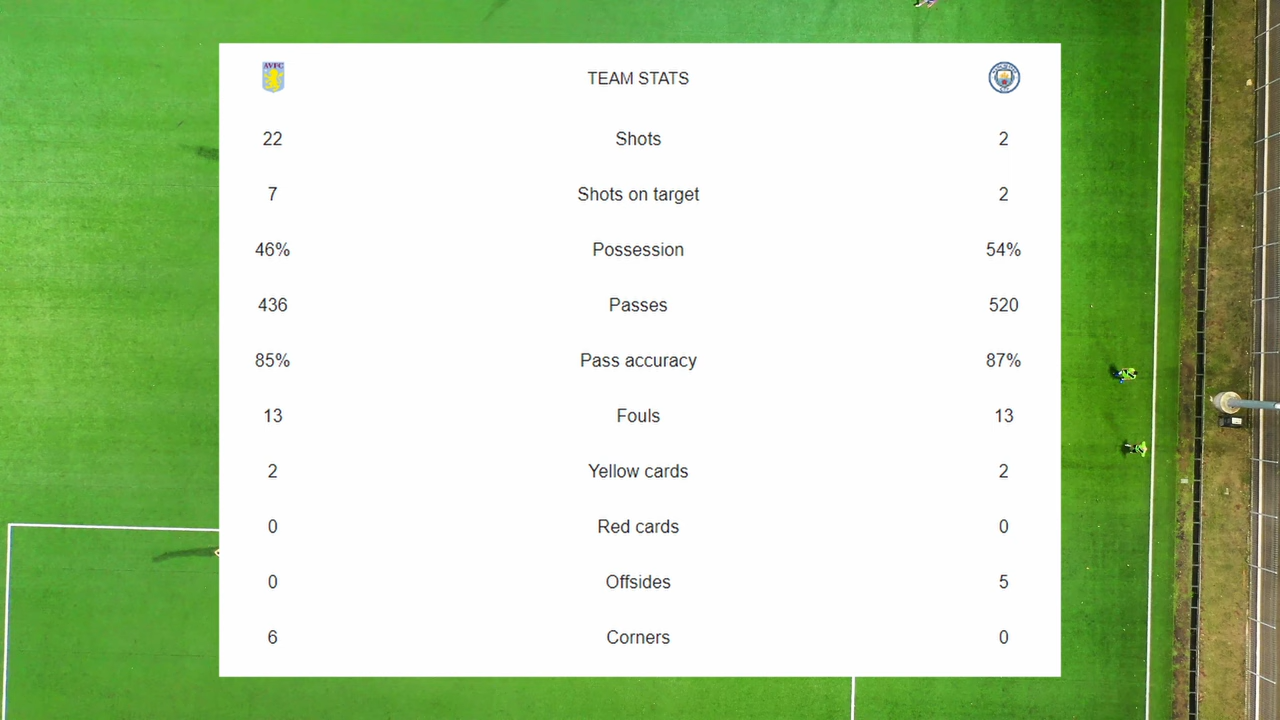 AVFC
TEAM STATS
22 Shots 2
7 Shots on target 2
46% Possession 54%
436 Passes 520
85% Pass accuracy 87%
13 Fouls 13
2 Yellow cards 2
0 Red cards 0
0 Offsides 5
6 Corners 0